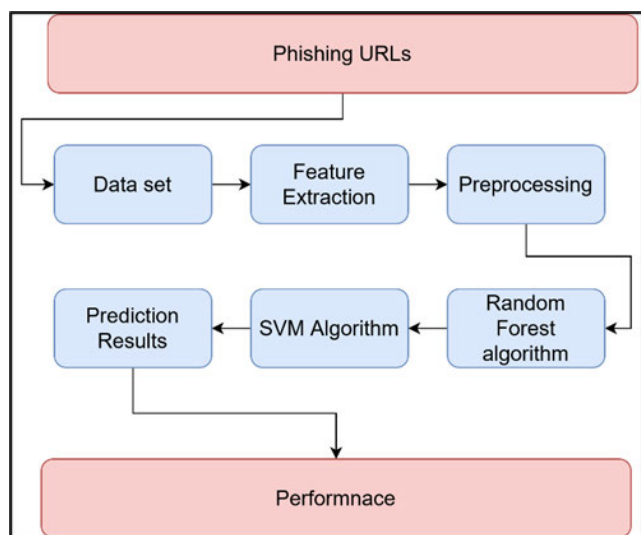 Phishing URLs
Data set
Feature
Extraction
Preprocessing
Random
Forest
algorithm
SVM Algorithm
Prediction
Results
Performnace